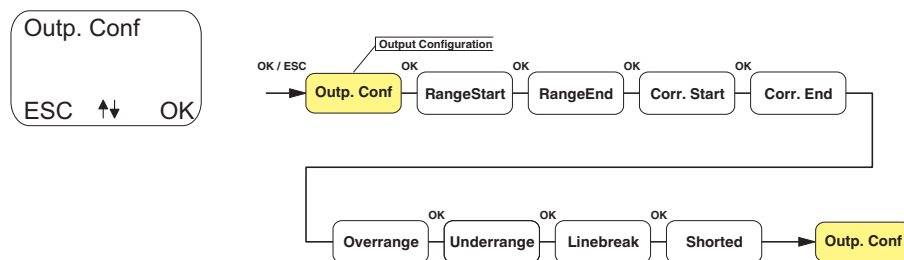 Outp. Conf
ESC OK
Output Configuration
OK / ESC
OK OK OK OK
Outp. Conf RangeStart RangeEnd Corr. Start Corr. End
OK OK OK
Overrange Underrange Linebreak Shorted Outp. Conf